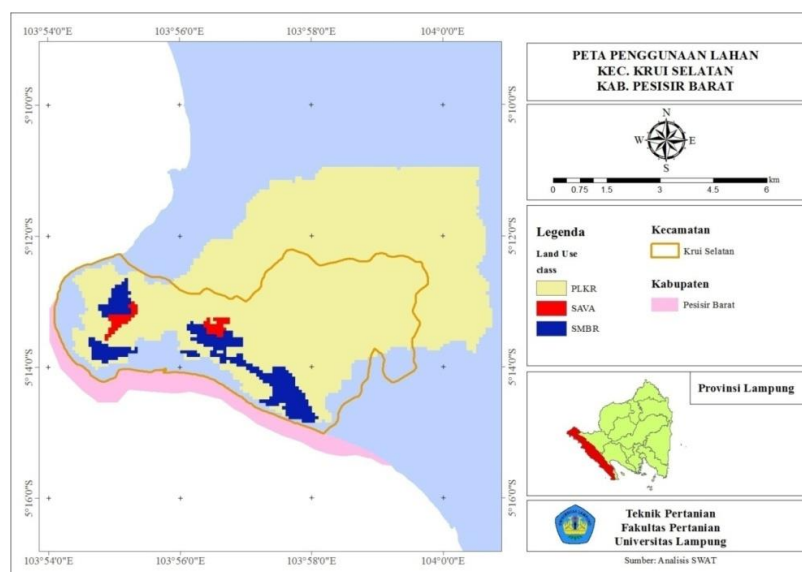 103°54'0"E 103°56'0"E 103°58'0"E 104°0'0"E
5°10'0"S 5°10'0"S
5°12'0"S 5°12'0"S
5°14'0"S 5°14'0"S
5°16'0"S 5°16'0"S
103°54'0"E 103°56'0"E 103°58'0"E 104°0'0"E
PETA PENGGUNAAN LAHAN
KEC. KRUI SELATAN
KAB. PESISIR BARAT
N
W E
S
km
0 0.75 1.5 3 4.5 6
Legenda
Land Use
class
PLKR
SAVA
SMBR
Kecamatan
Krui Selatan
Kabupaten
Pesisir Barat
Provinsi Lampung
Teknik Pertanian
Fakultas Pertanian
Universitas Lampung
Sumber: Analisis SWAT